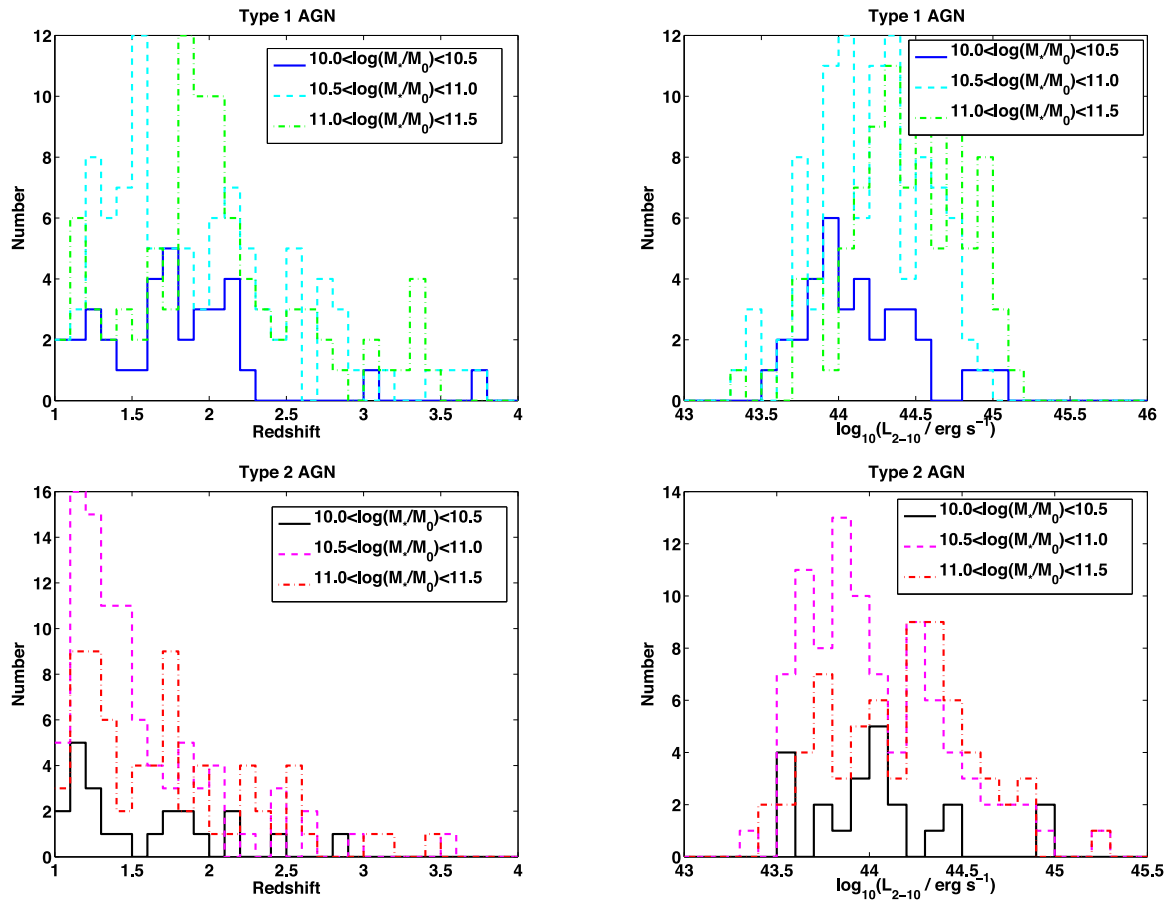 Type 1 AGN
12
10
8
6
4
2
0
Number
10.0<log(M*/M0)<10.5
10.5<log(M*/M0)<11.0
11.0<log(M*/M0)<11.5
1 1.5 2 2.5 3 3.5 4
Redshift
Type 1 AGN
12
10
8
6
4
2
0
Number
10.0<log(M*/M0)<10.5
10.5<log(M*/M0)<11.0
11.0<log(M*/M0)<11.5
43 43.5 44 44.5 45 45.5 46
log10(L2−10 / erg s−1)
Type 2 AGN
16
14
12
10
8
6
4
2
0
Number
10.0<log(M*/M0)<10.5
10.5<log(M*/M0)<11.0
11.0<log(M*/M0)<11.5
1 1.5 2 2.5 3 3.5 4
Redshift
Type 2 AGN
14
12
10
8
6
4
2
0
Number
10.0<log(M*/M0)<10.5
10.5<log(M*/M0)<11.0
11.0<log(M*/M0)<11.5
43 43.5 44 44.5 45 45.5
log10(L2−10 / erg s−1)